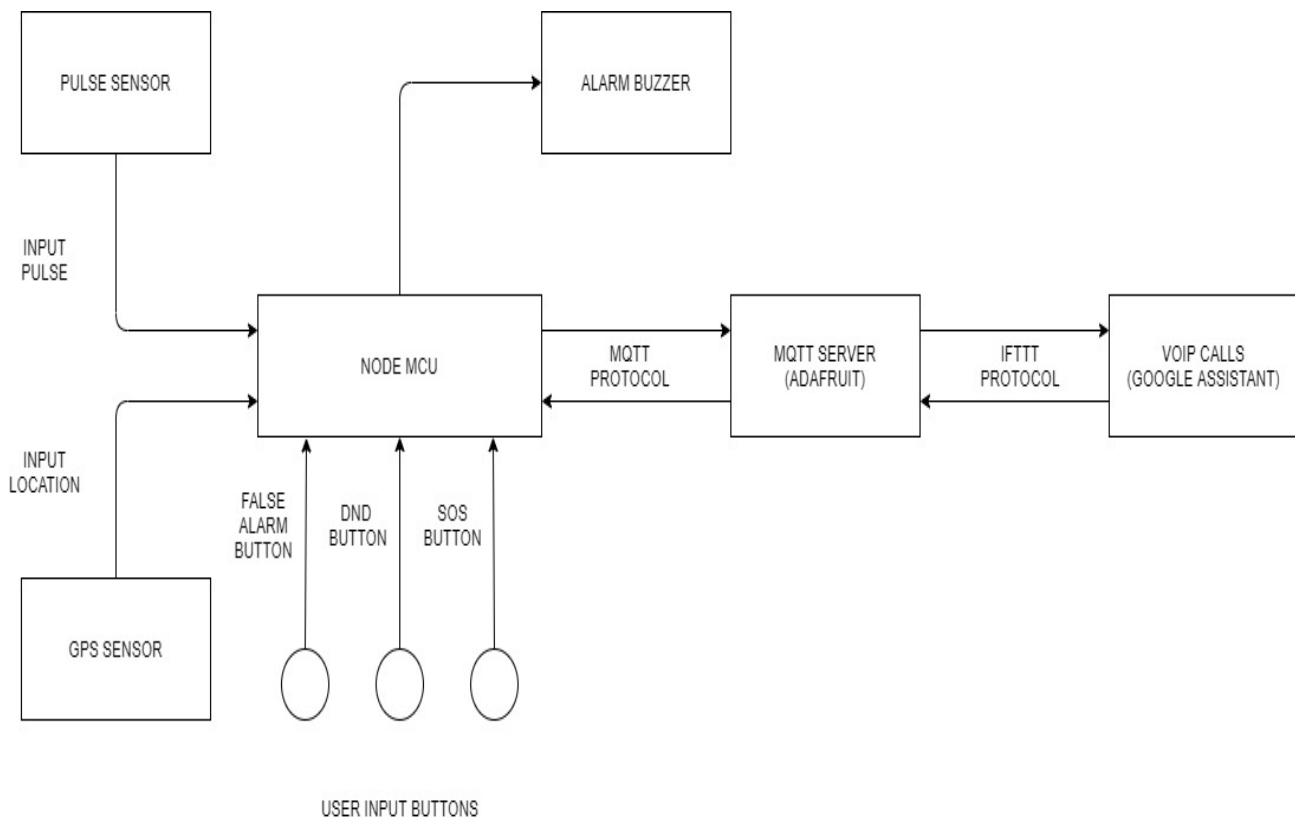 PULSE SENSOR
ALARM BUZZER
INPUT
PULSE
NODE MCU
MQTT
PROTOCOL
MQTT SERVER
(ADAFRUIT)
IFTTT
PROTOCOL
VOIP CALLS
(GOOGLE ASSISTANT)
INPUT
LOCATION
FALSE
ALARM
BUTTON
DND
BUTTON
SOS
BUTTON
GPS SENSOR
USER INPUT BUTTONS